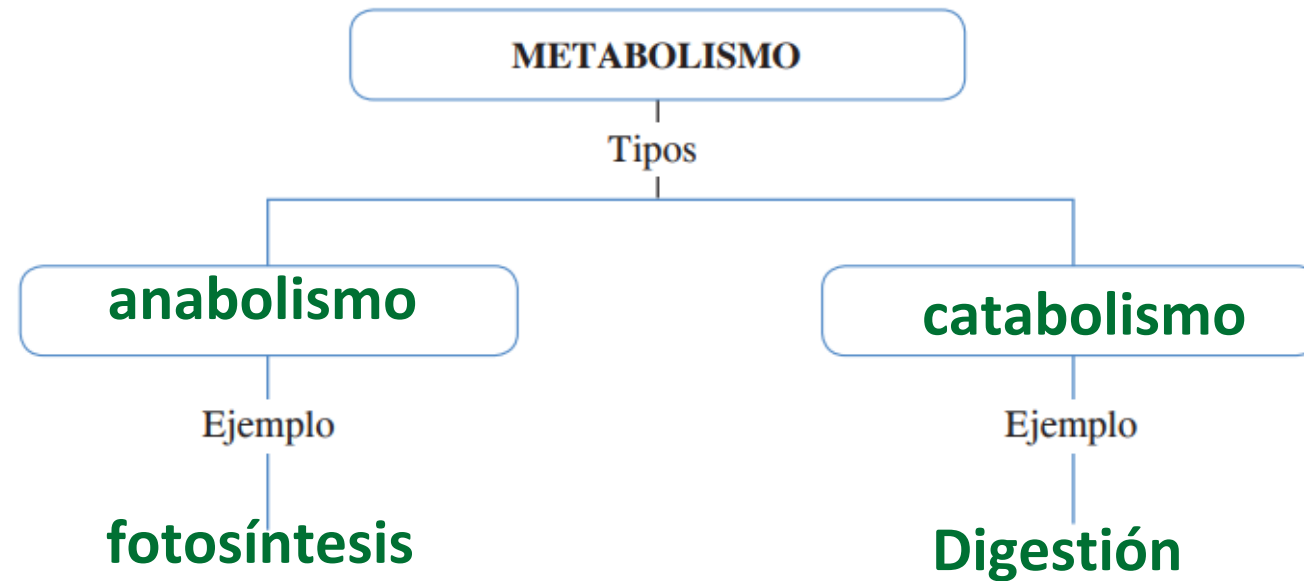 METABOLISMO
Tipos
anabolismo
catabolismo
Ejemplo
Ejemplo
fotosíntesis
Digestión